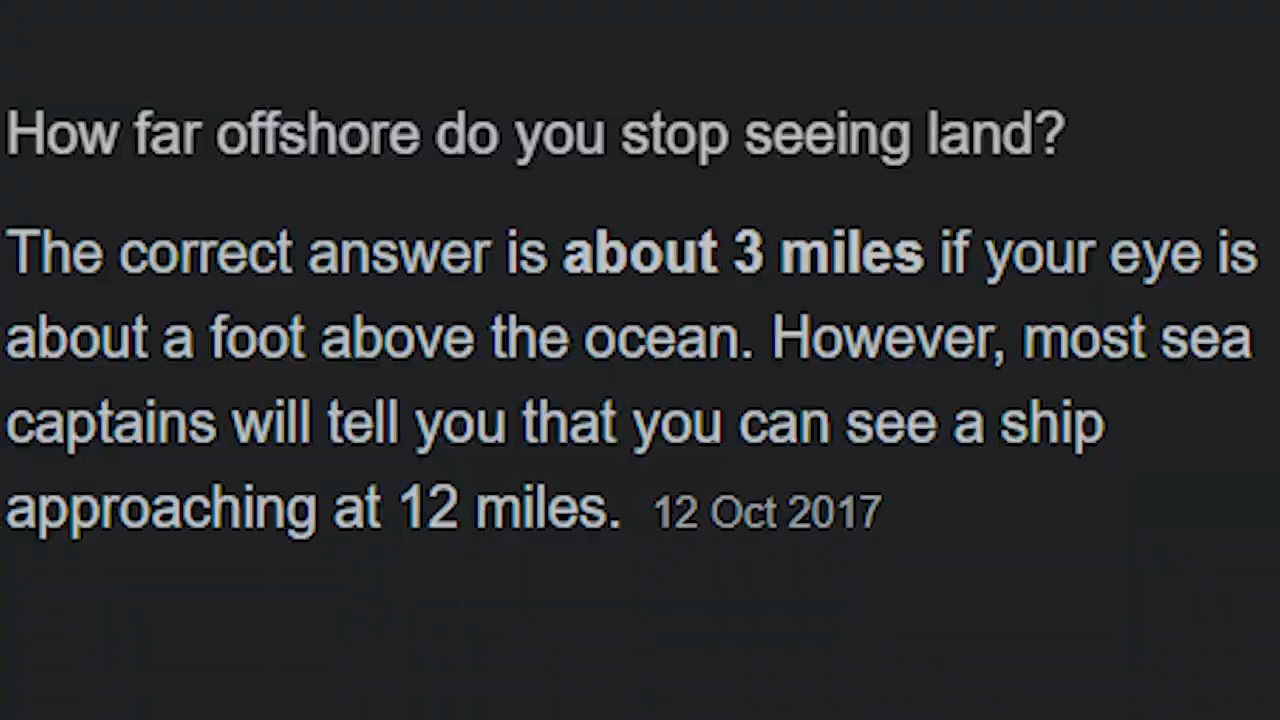 How far offshore do you stop seeing land?
The correct answer is about 3 miles if your eye is
about a foot above the ocean. However, most sea
captains will tell you that you can see a ship
approaching at 12 miles. 12 Oct 2017